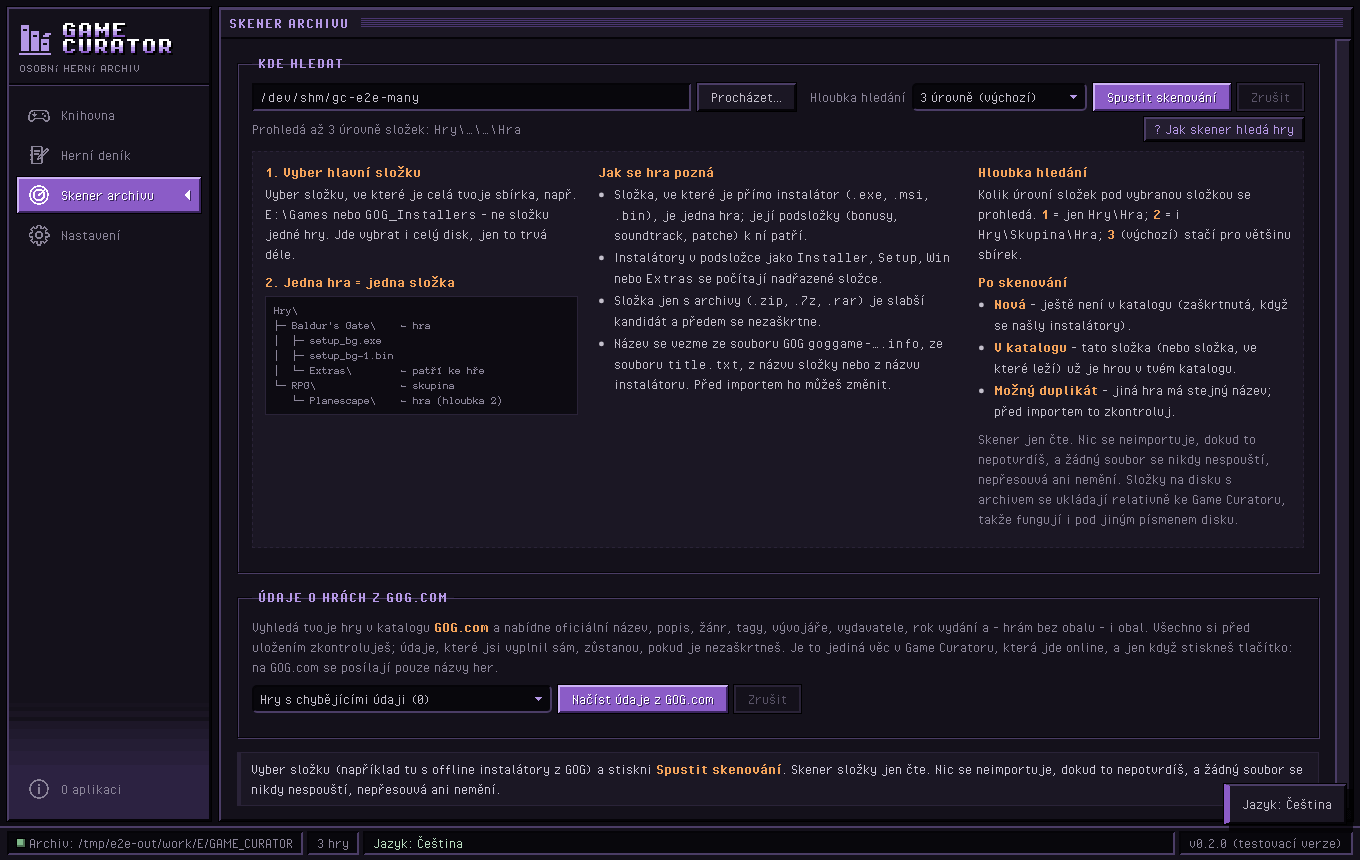 GAME
CURATOR
OSOBNÍ HERNÍ ARCHIV
Knihovna
Herní deník
Skener archivu
Nastavení
O aplikaci
SKENER ARCHIVU
KDE HLEDAT
/dev/shm/gc-e2e-many
Procházet…
Hloubka hledání
3 úrovně (výchozí)
Spustit skenování
Zrušit
Prohledá až 3 úrovně složek: Hry\…\…\Hra
? Jak skener hledá hry
1. Vyber hlavní složku
Vyber složku, ve které je celá tvoje sbírka, např.
E:\Games nebo GOG_Installers - ne složku
jedné hry. Jde vybrat i celý disk, jen to trvá
déle.
2. Jedna hra = jedna složka
Hry\
├─ Baldur's Gate\ ← hra
│ ├─ setup_bg.exe
│ ├─ setup_bg-1.bin
│ └─ Extras\ ← patří ke hře
└─ RPG\ ← skupina
└─ Planescape\ ← hra (hloubka 2)
Jak se hra pozná
• Složka, ve které je přímo instalátor (.exe, .msi,
.bin), je jedna hra; její podsložky (bonusy,
soundtrack, patche) k ní patří.
• Instalátory v podsložce jako Installer, Setup, Win
nebo Extras se počítají nadřazené složce.
• Složka jen s archivy (.zip, .7z, .rar) je slabší
kandidát a předem se nezaškrtne.
• Název se vezme ze souboru GOG goggame-….info, ze
souboru title.txt, z názvu složky nebo z názvu
instalátoru. Před importem ho můžeš změnit.
Hloubka hledání
Kolik úrovní složek pod vybranou složkou se
prohledá. 1 = jen Hry\Hra; 2 = i
Hry\Skupina\Hra; 3 (výchozí) stačí pro většinu
sbírek.
Po skenování
• Nová - ještě není v katalogu (zaškrtnutá, když
se našly instalátory).
• V katalogu - tato složka (nebo složka, ve
které leží) už je hrou v tvém katalogu.
• Možný duplikát - jiná hra má stejný název;
před importem to zkontroluj.
Skener jen čte. Nic se neimportuje, dokud to
nepotvrdíš, a žádný soubor se nikdy nespouští,
nepřesouvá ani nemění. Složky na disku s
archivem se ukládají relativně ke Game Curatoru,
takže fungují i pod jiným písmenem disku.
ÚDAJE O HRÁCH Z GOG.COM
Vyhledá tvoje hry v katalogu GOG.com a nabídne oficiální název, popis, žánr, tagy, vývojáře, vydavatele, rok vydání a - hrám bez obalu - i obal. Všechno si před
uložením zkontroluješ; údaje, které jsi vyplnil sám, zůstanou, pokud je nezaškrtneš. Je to jediná věc v Game Curatoru, která jde online, a jen když stiskneš tlačítko:
na GOG.com se posílají pouze názvy her.
Hry s chybějícími údaji (0)
Načíst údaje z GOG.com
Zrušit
Vyber složku (například tu s offline instalátory z GOG) a stiskni Spustit skenování. Skener složky jen čte. Nic se neimportuje, dokud to nepotvrdíš, a žádný soubor se
nikdy nespouští, nepřesouvá ani nemění.
Jazyk: Čeština
Archiv: /tmp/e2e-out/work/E/GAME_CURATOR
3 hry
Jazyk: Čeština
v0.2.0 (testovací verze)